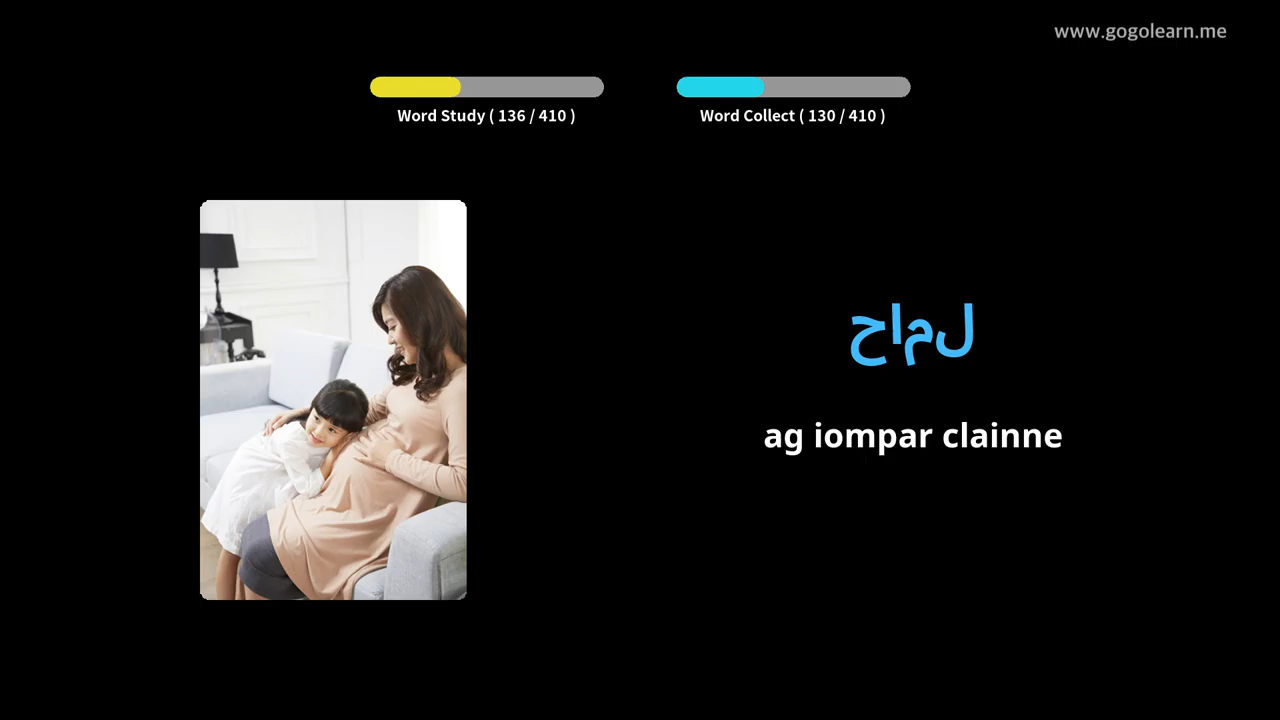 www.gogolearn.me
Word Study ( 136 / 410 )
Word Collect ( 130 / 410 )
حامل
ag iompar clainne